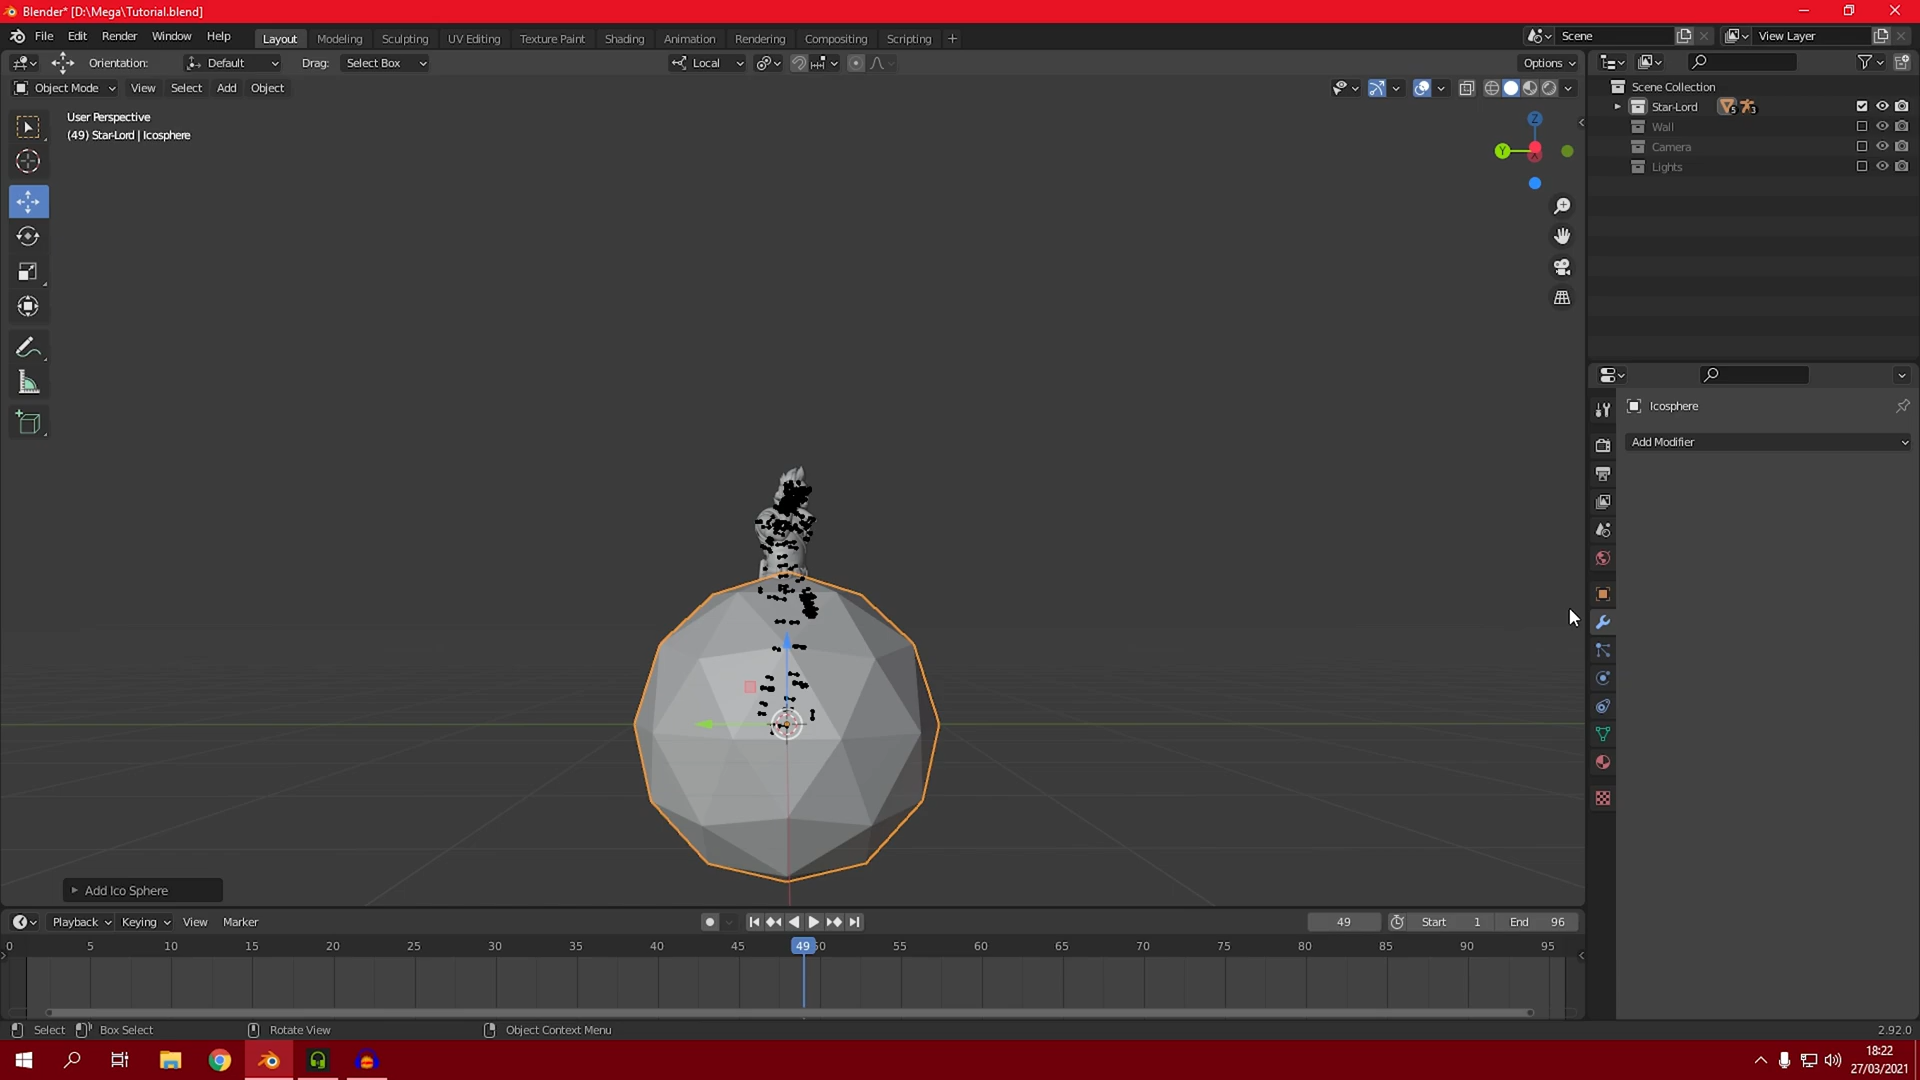 Blender* [D:\Mega\Tutorial.blend]
File Edit Render Window Help Layout Modeling Sculpting UV Editing Texture Paint Shading Animation Rendering Compositing Scripting + Scene View Layer
Orientation: Default Drag: Select Box Local Options
Object Mode View Select Add Object
Scene Collection
Star-Lord 5 3
Wall
Camera
Lights
User Perspective
(49) Star-Lord | Icosphere
Z
Y
X
Icosphere
Add Modifier
Add Ico Sphere
Playback Keying View Marker 49 Start 1 End 96
0 5 10 15 20 25 30 35 40 45 49 50 55 60 65 70 75 80 85 90 95
Select Box Select Rotate View Object Context Menu 2.92.0
18:22
27/03/2021